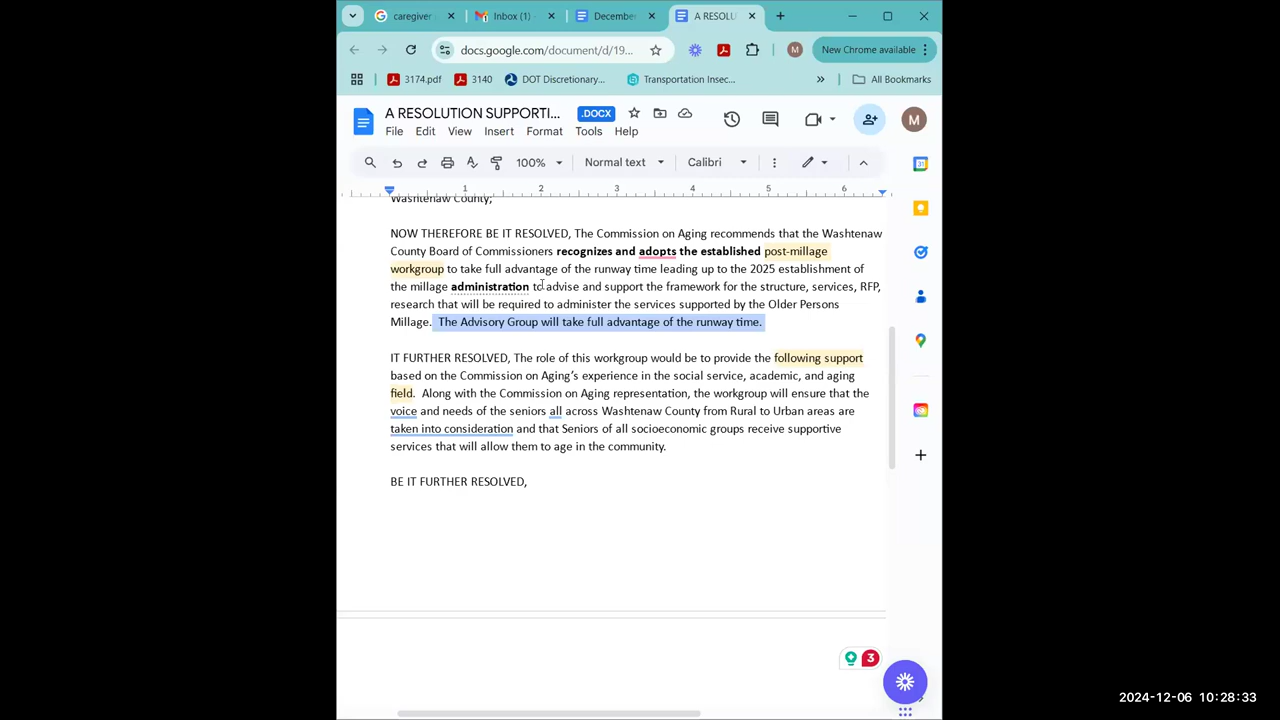 caregiver
Inbox (1)
December
A RESOLU
docs.google.com/document/d/19...
New Chrome available
3174.pdf
3140
DOT Discretionary...
Transportation Insec...
»
All Bookmarks
A RESOLUTION SUPPORTI...
.DOCX
File Edit View Insert Format Tools Help
M
100%
Normal text
Calibri
1 2 3 4 5 6
Washtenaw County;
NOW THEREFORE BE IT RESOLVED, The Commission on Aging recommends that the Washtenaw
County Board of Commissioners recognizes and adopts the established post-millage
workgroup to take full advantage of the runway time leading up to the 2025 establishment of
the millage administration to advise and support the framework for the structure, services, RFP,
research that will be required to administer the services supported by the Older Persons
Millage. The Advisory Group will take full advantage of the runway time.
IT FURTHER RESOLVED, The role of this workgroup would be to provide the following support
based on the Commission on Aging's experience in the social service, academic, and aging
field. Along with the Commission on Aging representation, the workgroup will ensure that the
voice and needs of the seniors all across Washtenaw County from Rural to Urban areas are
taken into consideration and that Seniors of all socioeconomic groups receive supportive
services that will allow them to age in the community.
BE IT FURTHER RESOLVED,
3
2024-12-06 10:28:33